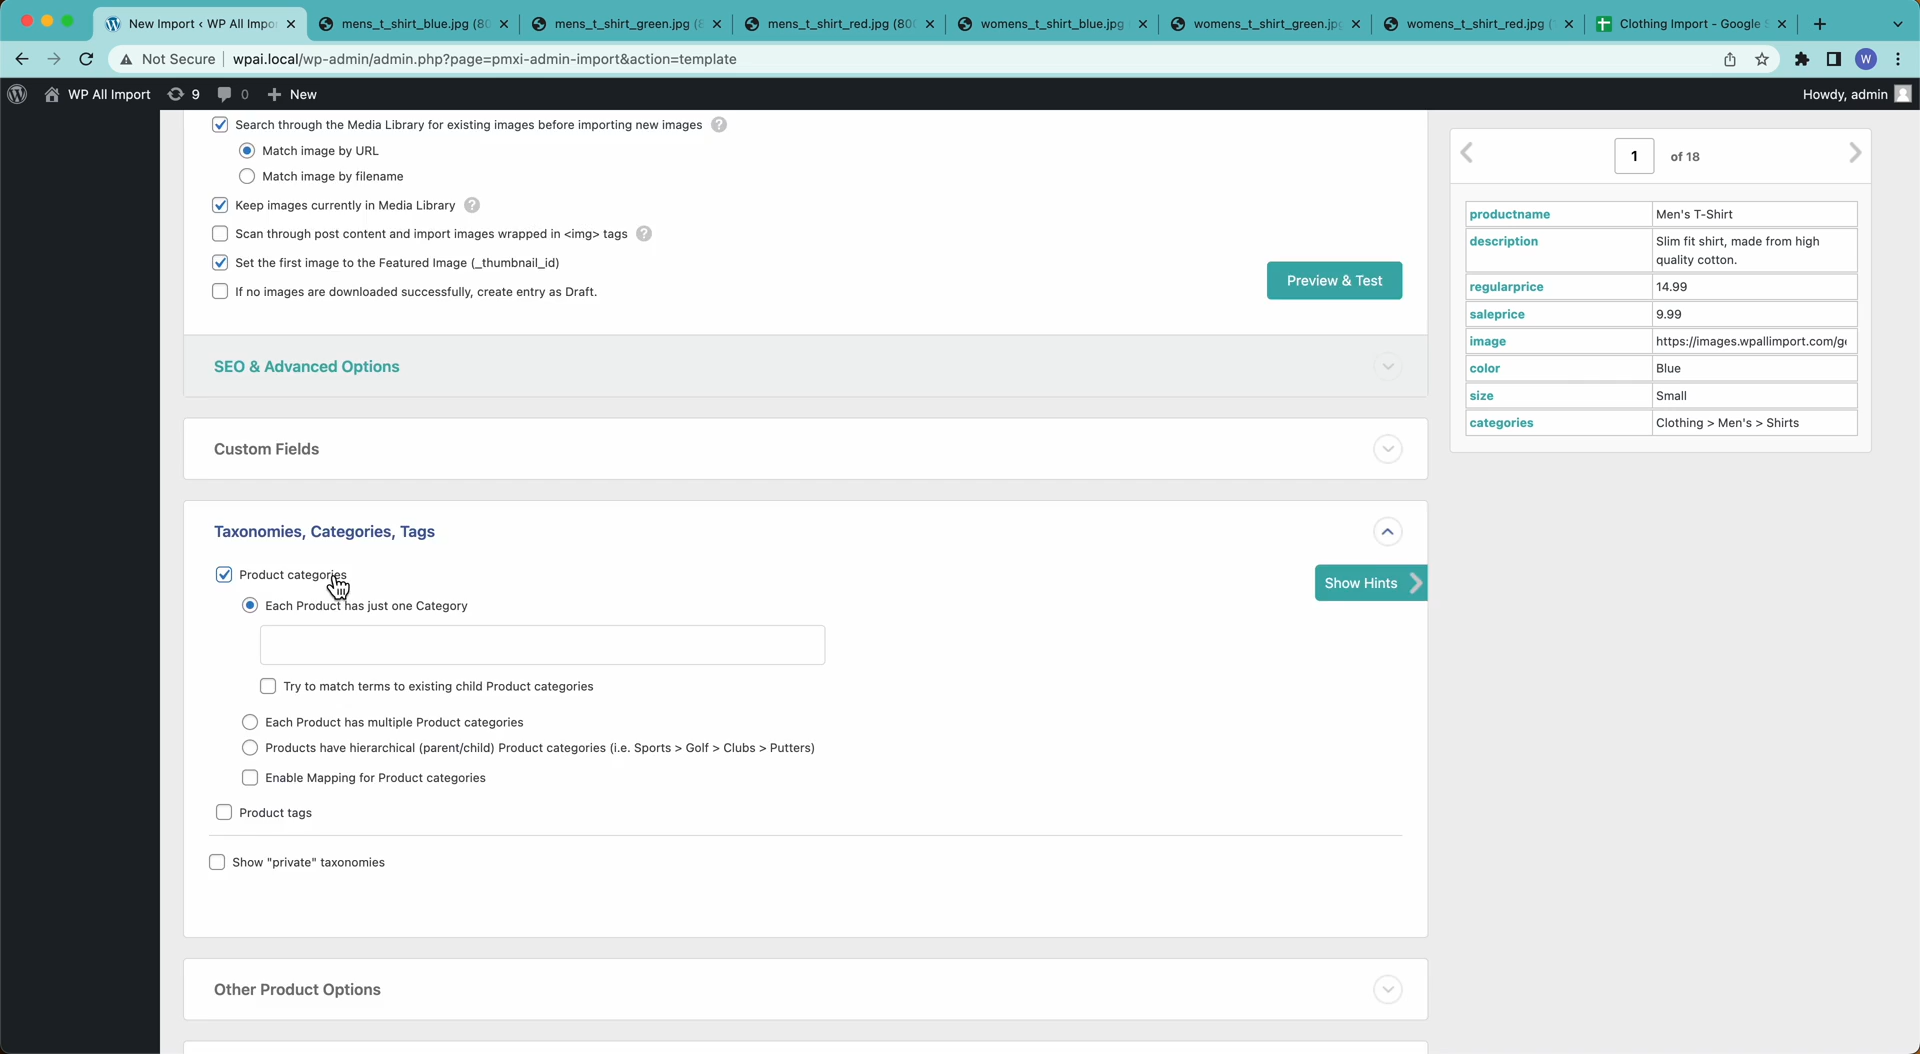 New Import ‹ WP All Impo
mens_t_shirt_blue.jpg (80
mens_t_shirt_green.jpg (8
mens_t_shirt_red.jpg (800
womens_t_shirt_blue.jpg
womens_t_shirt_green.jpg
womens_t_shirt_red.jpg (
Clothing Import - Google S
Not Secure
wpai.local/wp-admin/admin.php?page=pmxi-admin-import&action=template
W
WP All Import
9
0
New
Howdy, admin
Search through the Media Library for existing images before importing new images ?
Match image by URL
Match image by filename
Keep images currently in Media Library ?
Scan through post content and import images wrapped in <img> tags ?
Set the first image to the Featured Image (_thumbnail_id)
If no images are downloaded successfully, create entry as Draft.
Preview & Test
SEO & Advanced Options
Custom Fields
Taxonomies, Categories, Tags
Product categories
Show Hints
Each Product has just one Category
Try to match terms to existing child Product categories
Each Product has multiple Product categories
Products have hierarchical (parent/child) Product categories (i.e. Sports > Golf > Clubs > Putters)
Enable Mapping for Product categories
Product tags
Show "private" taxonomies
Other Product Options
1 of 18
productname Men's T-Shirt
description Slim fit shirt, made from high
quality cotton.
regularprice 14.99
saleprice 9.99
image https://images.wpallimport.com/ge
color Blue
size Small
categories Clothing > Men's > Shirts